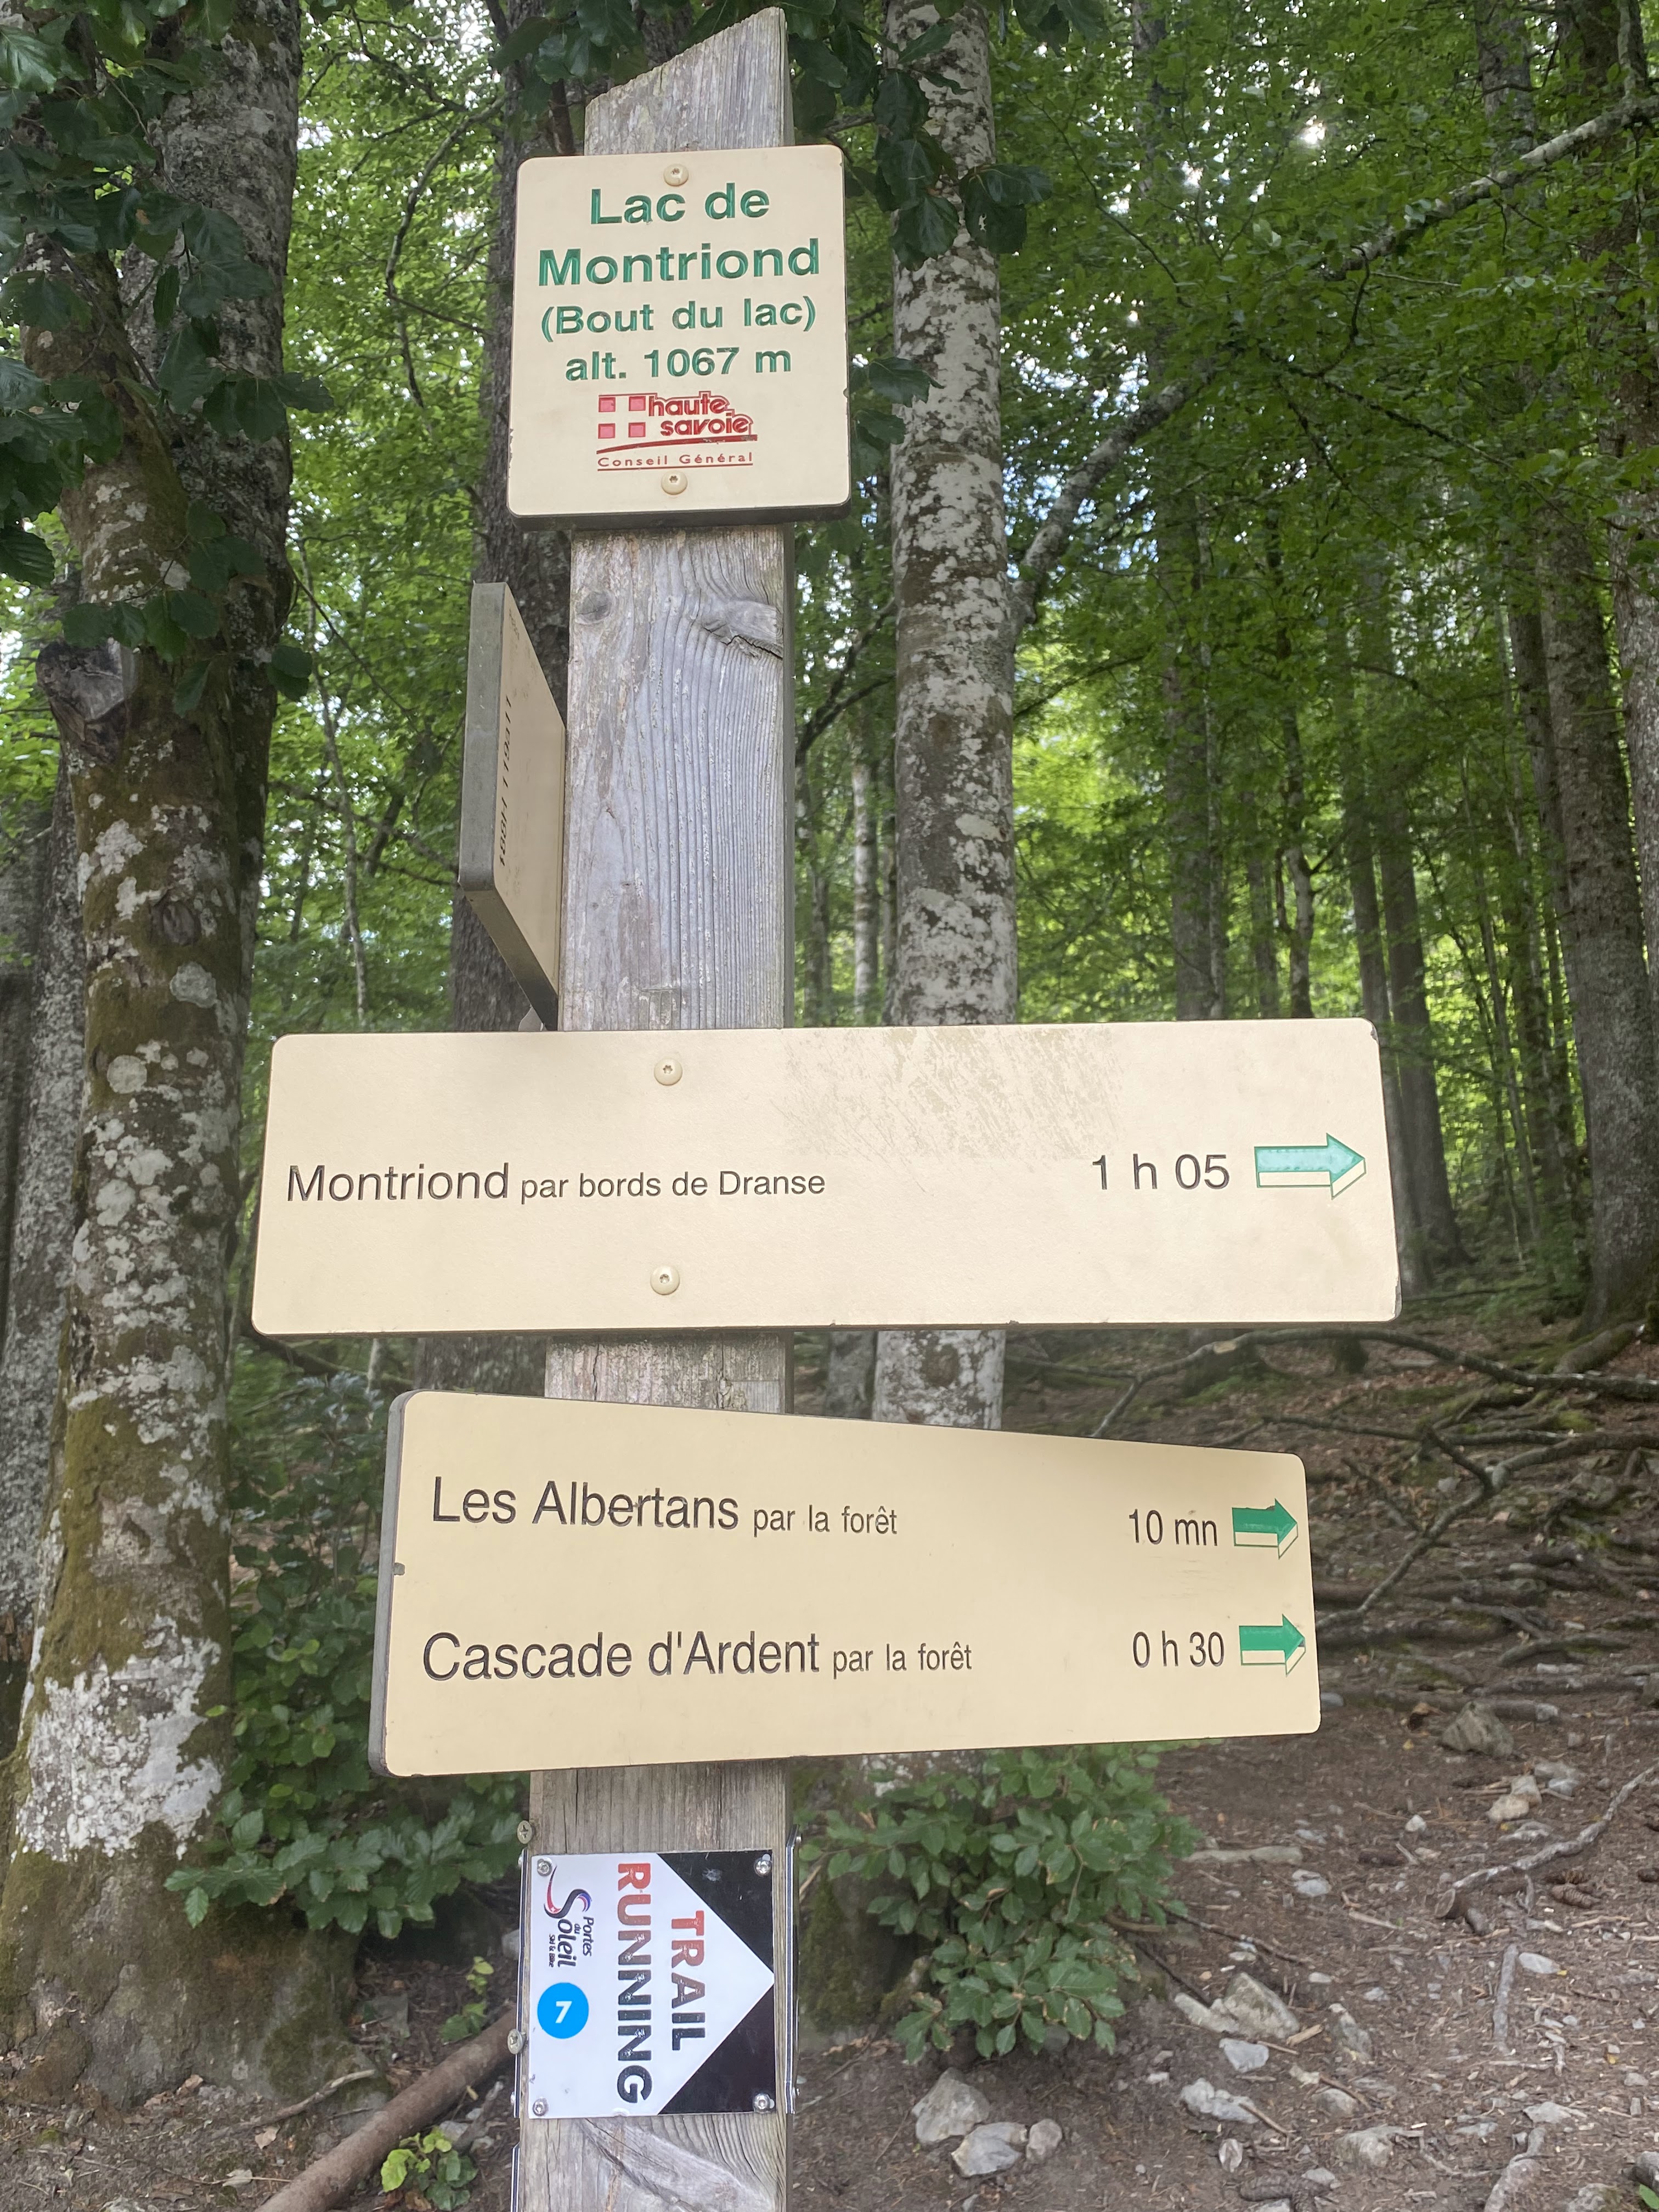 Lac de
Montriond
(Bout du lac)
alt. 1067 m
haute
savoie
Conseil Général
Montriond par bords de Dranse 1 h 05
Les Albertans par la forêt 10 mn
Cascade d'Ardent par la forêt 0 h 30
TRAIL
RUNNING
Portes
du
Soleil
7